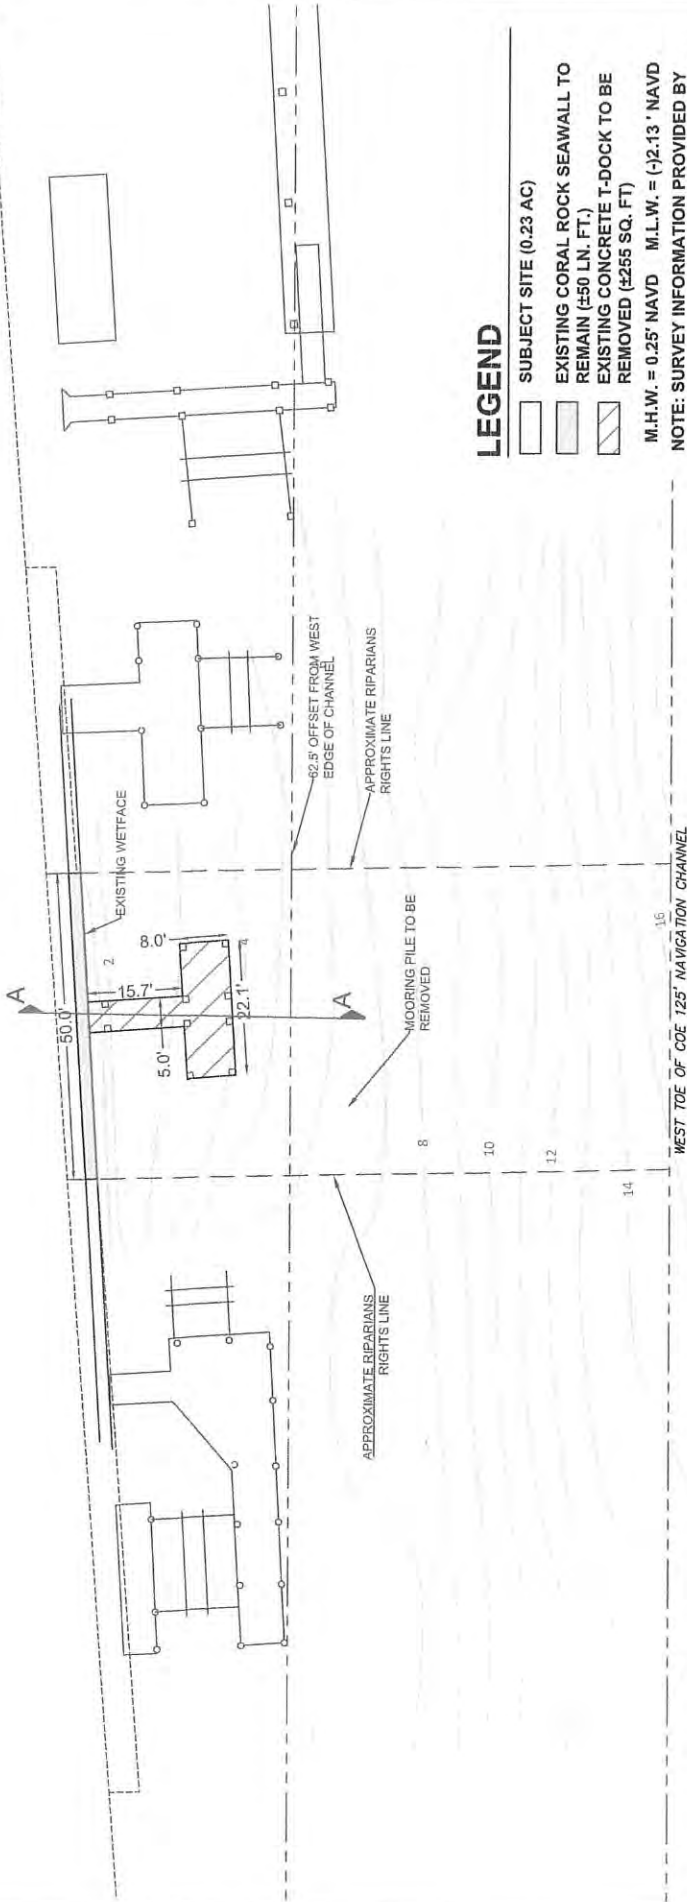 A
50.0'
EXISTING WETFACE
2
15.7'
8.0'
5.0'
22.1'
4
A
62.5' OFFSET FROM WEST
EDGE OF CHANNEL
APPROXIMATE RIPARIANS
RIGHTS LINE
MOORING PILE TO BE
REMOVED
APPROXIMATE RIPARIANS
RIGHTS LINE
8
10
12
14
16
WEST TOE OF COE 125' NAVIGATION CHANNEL
LEGEND
SUBJECT SITE (0.23 AC)
EXISTING CORAL ROCK SEAWALL TO
REMAIN (±50 LN. FT.)
EXISTING CONCRETE T-DOCK TO BE
REMOVED (±255 SQ. FT)
M.H.W. = 0.25' NAVD M.L.W. = (-)2.13 ' NAVD
NOTE: SURVEY INFORMATION PROVIDED BY